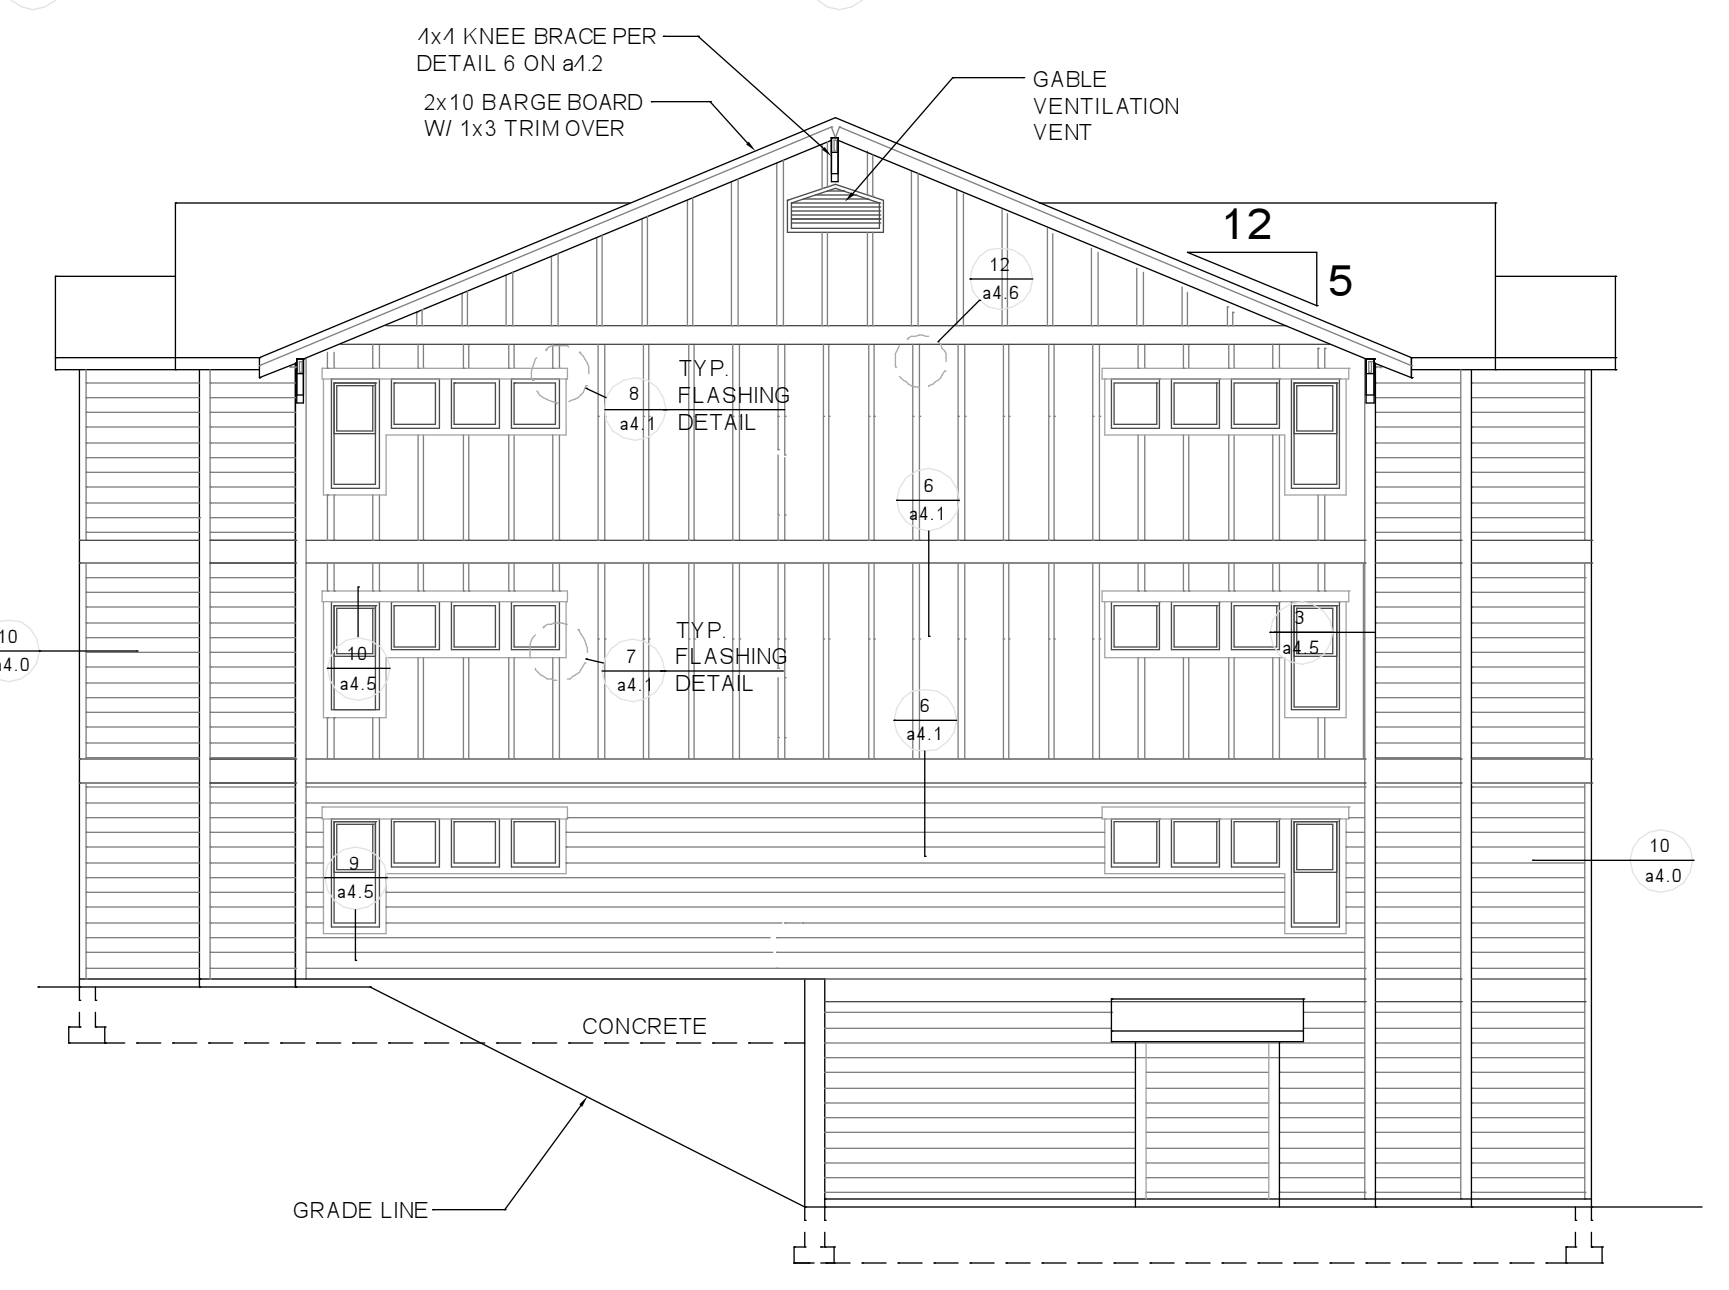 4x4 KNEE BRACE PER
DETAIL 6 ON a4.2
2x10 BARGE BOARD
W/ 1x3 TRIM OVER
GABLE
VENTILATION
VENT
12
5
12
a4.6
TYP.
FLASHING
DETAIL
8
a4.1
6
a4.1
10
a4.0
10
a4.5
TYP.
FLASHING
DETAIL
7
a4.1
3
a4.5
6
a4.1
9
a4.5
10
a4.0
CONCRETE
GRADE LINE